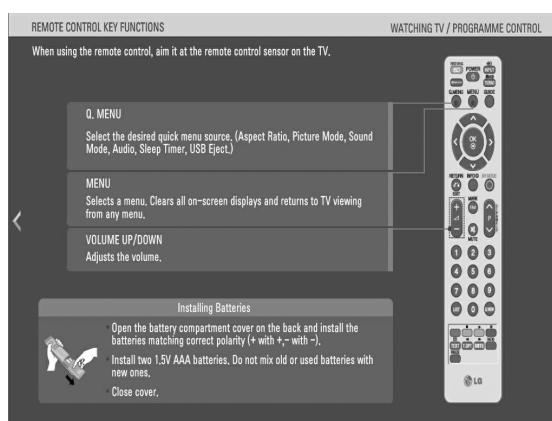 REMOTE CONTROL KEY FUNCTIONS
WATCHING TV / PROGRAMME CONTROL
When using the remote control, aim it at the remote control sensor on the TV.
Q. MENU
Select the desired quick menu source. (Aspect Ratio, Picture Mode, Sound
Mode, Audio, Sleep Timer, USB Eject.)
MENU
Selects a menu. Clears all on-screen displays and returns to TV viewing
from any menu.
VOLUME UP/DOWN
Adjusts the volume.
Installing Batteries
Open the battery compartment cover on the back and install the
batteries matching correct polarity (+ with +,- with -).
Install two 1.5V AAA batteries. Do not mix old or used batteries with
new ones.
Close cover.
POWER
INPUT
Q.MENU MENU GUIDE
OK
RETURN
EXIT
MARK
FAV
+ P
-
MUTE
1 2 3
4 5 6
7 8 9
LIST 0
TEXT T.OPT
LG